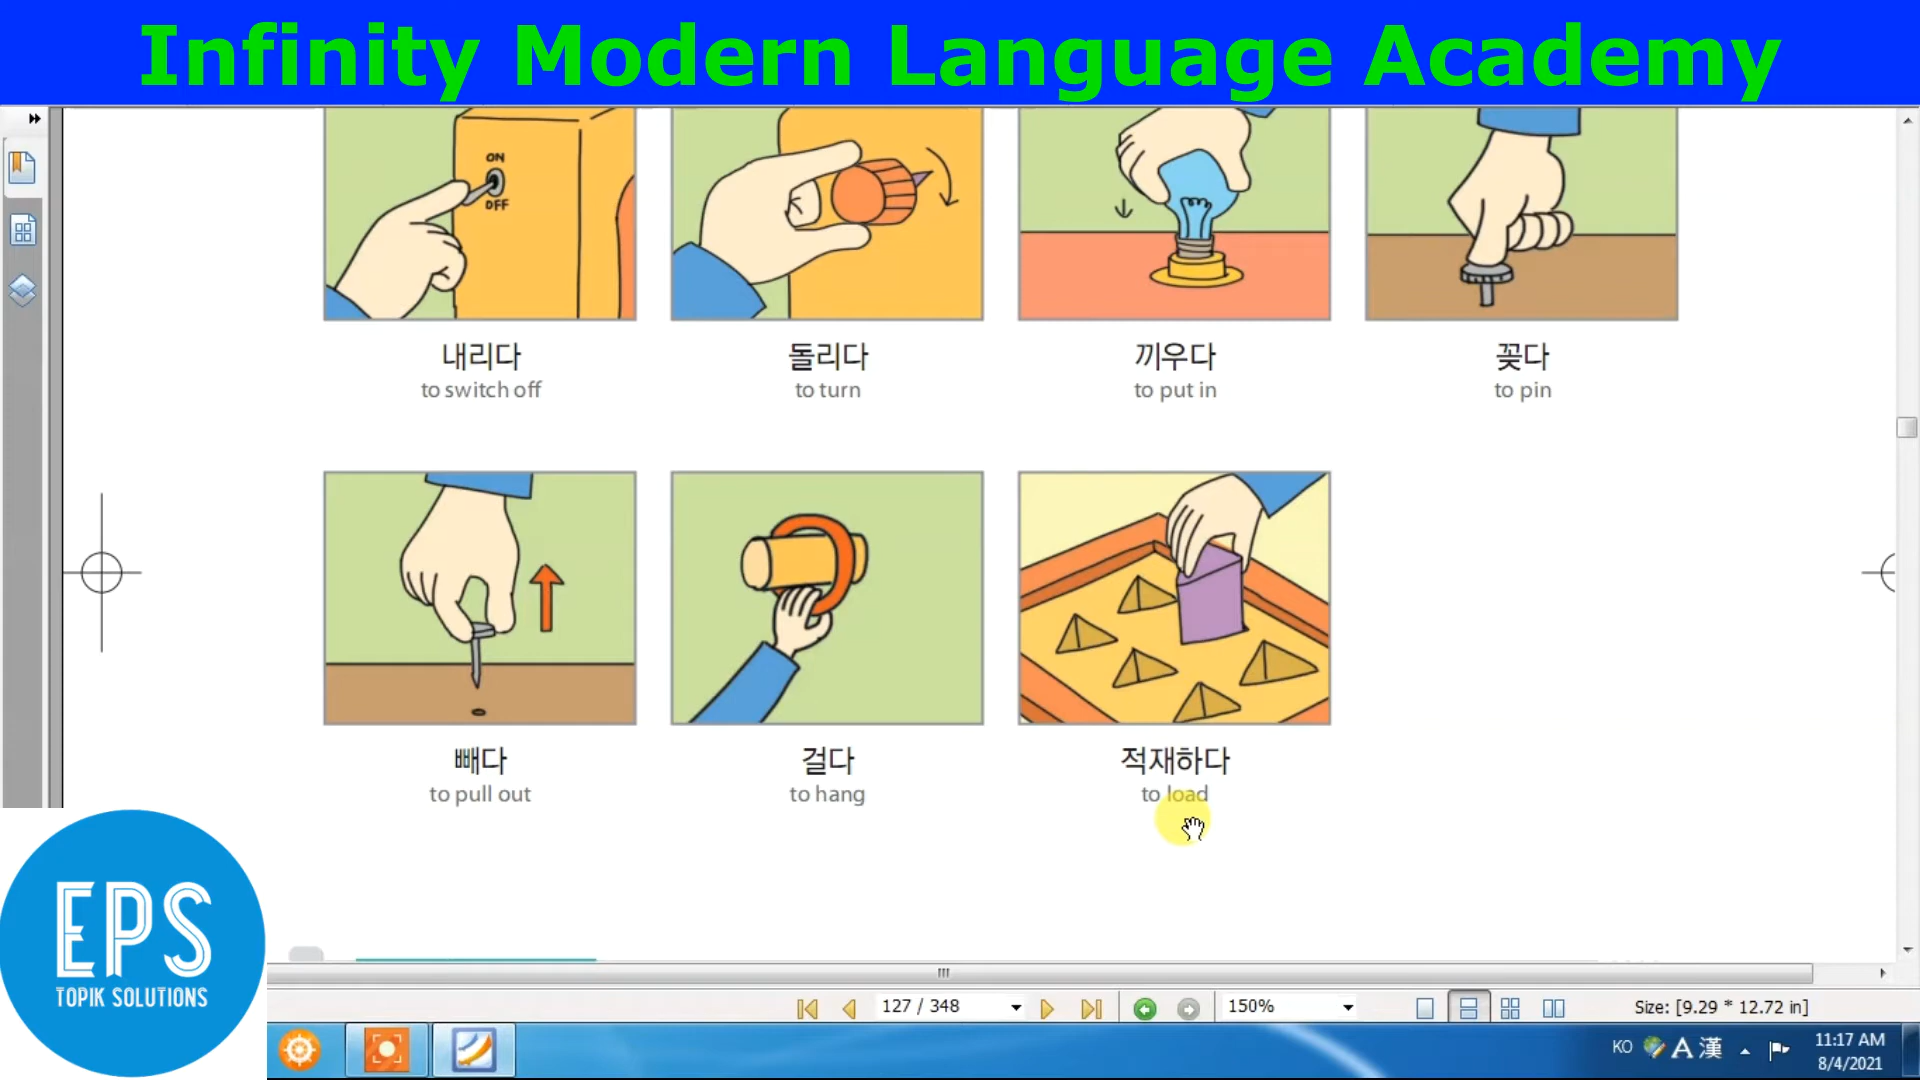 Infinity Modern Language Academy
ON
OFF
내리다
to switch off
돌리다
to turn
끼우다
to put in
꽂다
to pin
빼다
to pull out
걸다
to hang
적재하다
to load
EPS
TOPIK SOLUTIONS
127 / 348
150%
Size: [9.29 * 12.72 in]
KO
A 漢
11:17 AM
8/4/2021